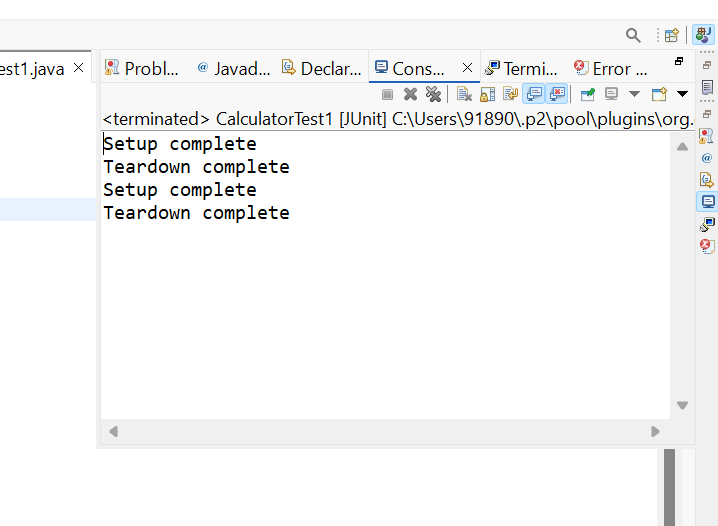 est1.java
Probl... @ Javad... Declar... Cons... Termi... Error ...
<terminated> CalculatorTest1 [JUnit] C:\Users\91890\.p2\pool\plugins\org.
Setup complete
Teardown complete
Setup complete
Teardown complete